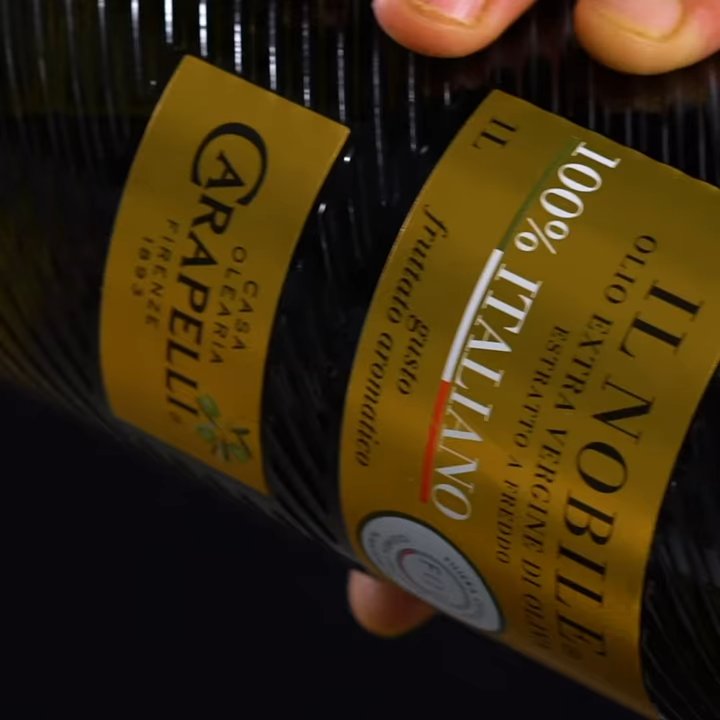 CASA
OLEARIA
CARAPELLI®
FIRENZE
1893
IL NOBILE®
OLIO EXTRA VERGINE DI OLIVA
ESTRATTO A FREDDO
100% ITALIANO
IL
gusto
fruttato aromatico